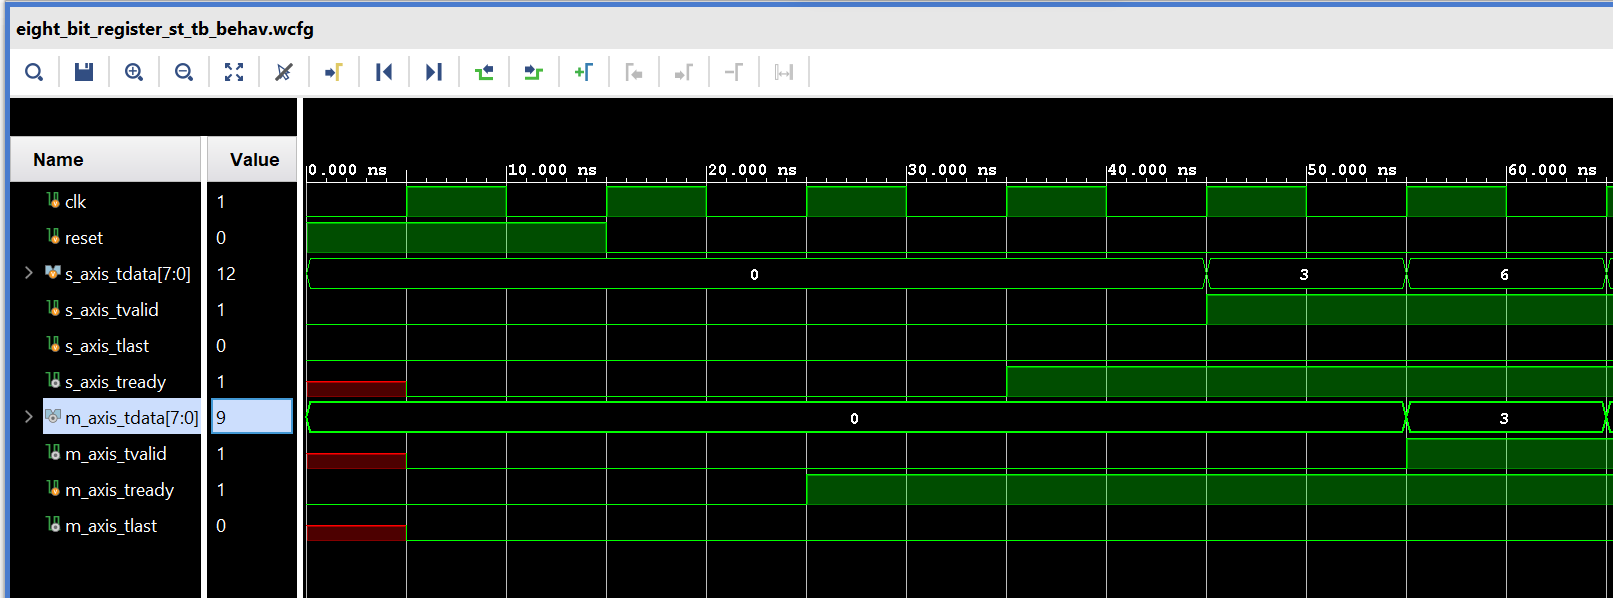 eight_bit_register_st_tb_behav.wcfg
Name Value
0.000 ns 10.000 ns 20.000 ns 30.000 ns 40.000 ns 50.000 ns 60.000 ns
clk 1
reset 0
s_axis_tdata[7:0] 12 0 3 6
s_axis_tvalid 1
s_axis_tlast 0
s_axis_tready 1
m_axis_tdata[7:0] 9 0 3
m_axis_tvalid 1
m_axis_tready 1
m_axis_tlast 0